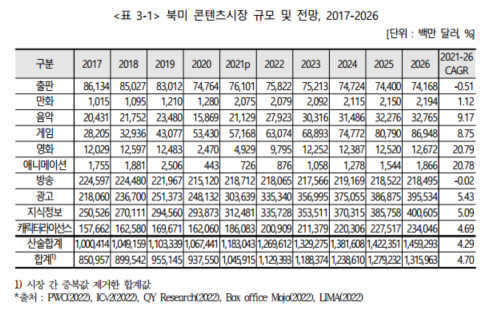 <표 3-1> 북미 콘텐츠시장 규모 및 전망, 2017-2026
[단위 : 백만 달러, %]
구분 2017 2018 2019 2020 2021p 2022 2023 2024 2025 2026 2021-26 CAGR
출판 86,134 85,027 83,012 74,764 76,101 75,822 75,213 74,724 74,400 74,168 -0.51
만화 1,015 1,095 1,210 1,280 2,075 2,079 2,092 2,115 2,150 2,194 1.12
음악 20,431 21,752 23,480 15,869 21,129 27,923 30,316 31,486 32,276 32,765 9.17
게임 28,205 32,936 43,077 53,430 57,168 63,074 68,893 74,772 80,790 86,948 8.75
영화 12,029 12,597 12,483 2,470 4,929 9,795 12,252 12,387 12,520 12,672 20.79
애니메이션 1,755 1,881 2,506 443 726 876 1,058 1,278 1,544 1,866 20.78
방송 224,597 224,480 221,967 215,120 218,712 218,065 217,566 219,169 218,522 218,495 -0.02
광고 218,060 236,700 251,373 248,132 303,669 335,340 356,995 375,055 386,875 395,534 5.43
지식정보 250,526 270,111 294,560 293,873 312,481 335,728 353,511 370,315 385,758 400,605 5.09
캐릭터라이선스 157,662 162,580 169,671 162,060 186,083 200,909 211,379 220,306 227,517 234,046 4.69
산술합계 1,000,414 1,049,159 1,103,339 1,067,441 1,183,043 1,269,612 1,329,275 1,381,608 1,422,351 1,459,293 4.29
합계1) 850,957 899,542 955,145 937,550 1,045,915 1,129,393 1,188,374 1,238,610 1,279,232 1,315,963 4.70
1) 시장 간 중복값 제거한 합계값
*출처 : PWC(2022), ICv2(2022), QY Research(2022), Box office Mojo(2022), LIMA(2022)